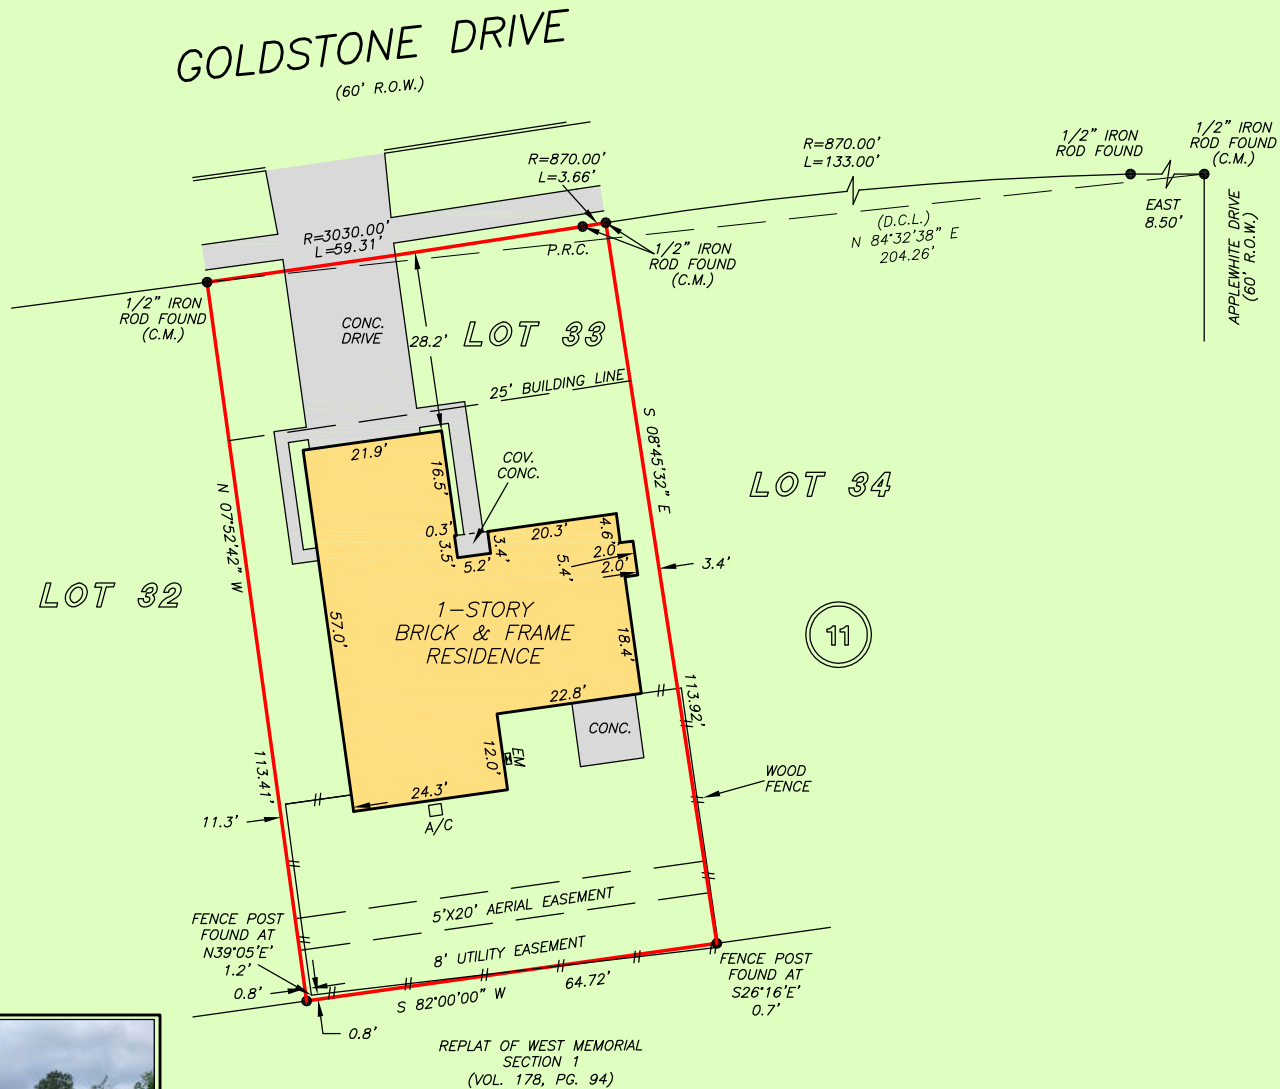 GOLDSTONE DRIVE
(60' R.O.W.)
R=870.00'
L=3.66'
R=870.00'
L=133.00'
1/2" IRON
ROD FOUND
1/2" IRON
ROD FOUND
(C.M.)
EAST
8.50'
APPLEWHITE DRIVE
(60' R.O.W.)
(D.C.L.)
N 84°32'38" E
204.26'
R=3030.00'
L=59.31'
P.R.C.
1/2" IRON
ROD FOUND
(C.M.)
1/2" IRON
ROD FOUND
(C.M.)
CONC.
DRIVE
28.2'
LOT 33
25' BUILDING LINE
S 08°45'32" E
113.92'
N 07°52'42" W
113.41'
21.9'
16.5'
COV.
CONC.
0.3'
3.5'
5.2'
3.4'
20.3'
4.6'
2.0'
5.4'
2.0'
3.4'
LOT 34
LOT 32
11
57.0'
1-STORY
BRICK & FRAME
RESIDENCE
18.4'
22.8'
CONC.
12.0'
EM
24.3'
A/C
WOOD
FENCE
11.3'
5'X20' AERIAL EASEMENT
8' UTILITY EASEMENT
FENCE POST
FOUND AT
N39°05'E'
1.2'
0.8'
0.8'
S 82°00'00" W
64.72'
FENCE POST
FOUND AT
S26°16'E'
0.7'
REPLAT OF WEST MEMORIAL
SECTION 1
(VOL. 178, PG. 94)